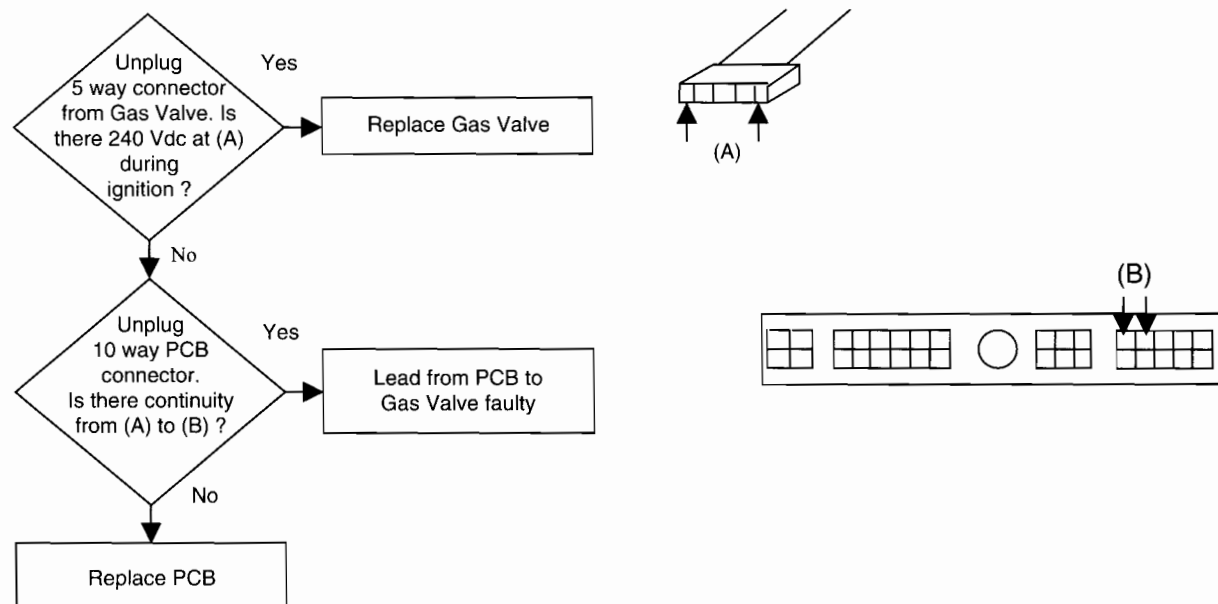 Unplug
5 way connector
from Gas Valve. Is
there 240 Vdc at (A)
during
ignition ?
Yes
Replace Gas Valve
(A)
No
(B)
Unplug
10 way PCB
connector.
Is there continuity
from (A) to (B) ?
Yes
Lead from PCB to
Gas Valve faulty
No
Replace PCB